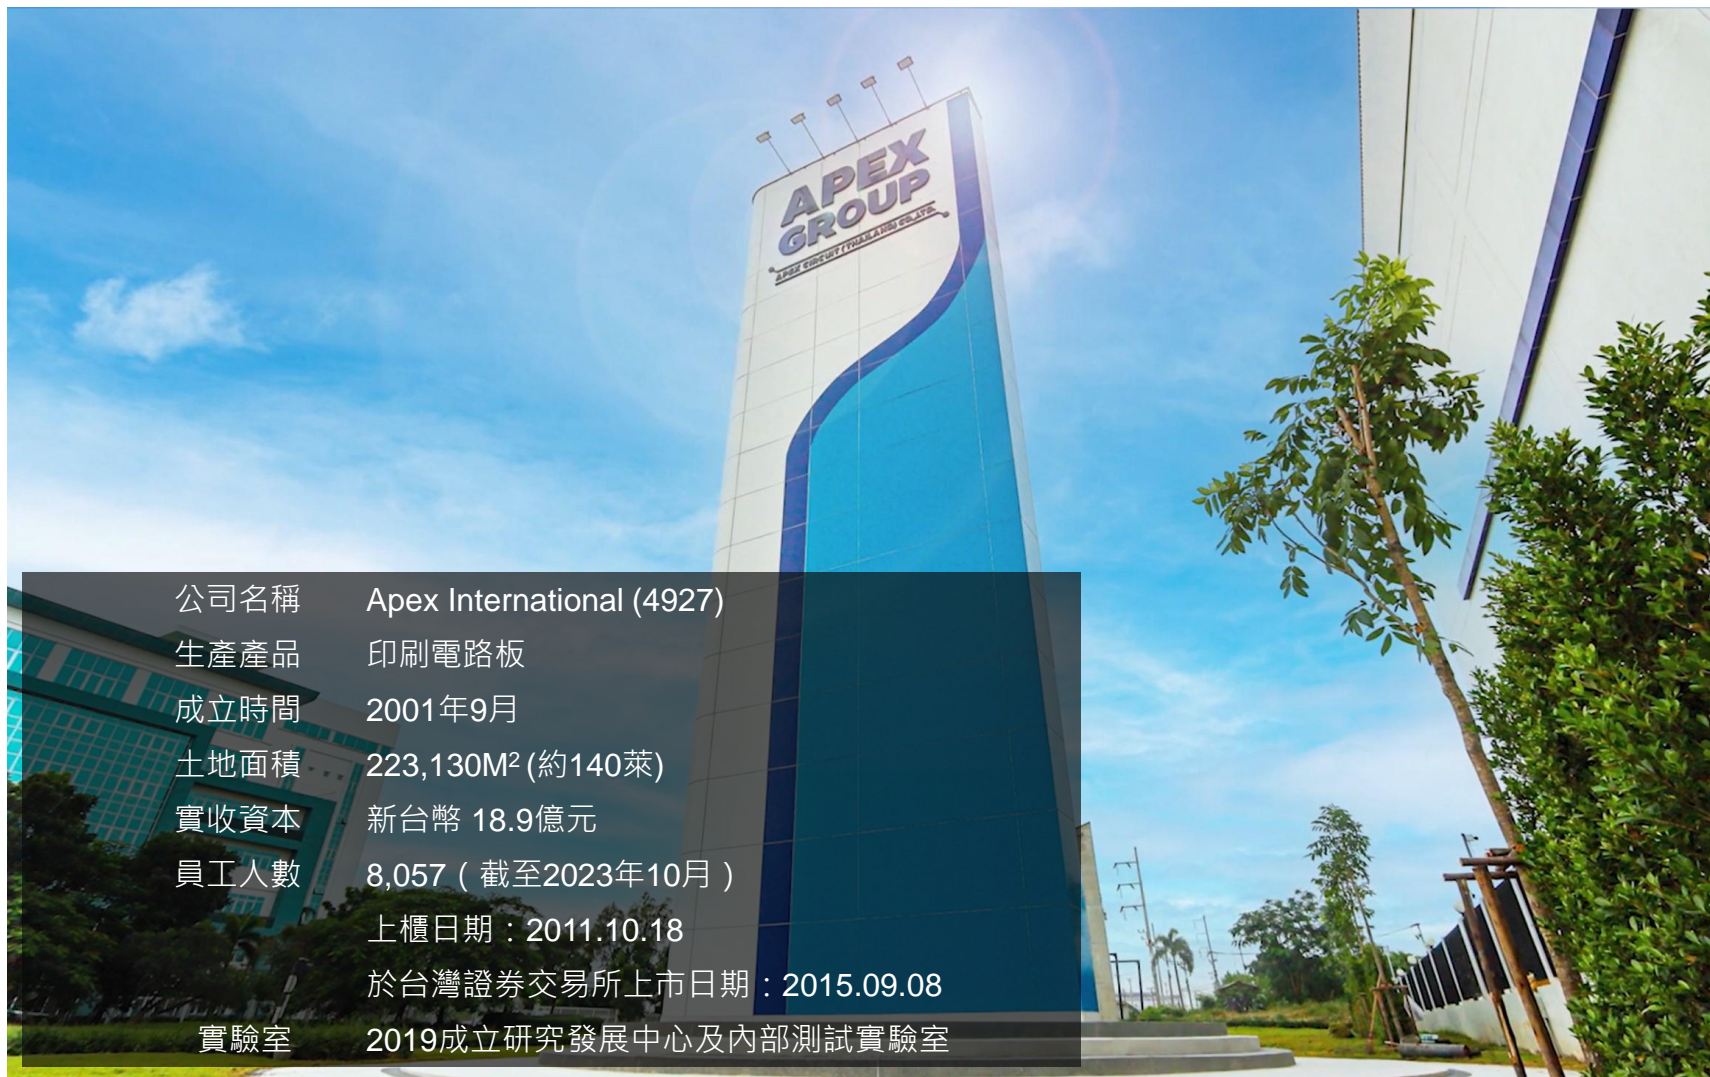 APEX
GROUP
APEX CIRCUIT (THAILAND) CO.,LTD.
公司名稱 Apex International (4927)
生產產品 印刷電路板
成立時間 2001年9月
土地面積 223,130M² (約140萊)
實收資本 新台幣 18.9億元
員工人數 8,057（截至2023年10月）
上櫃日期：2011.10.18
於台灣證券交易所上市日期：2015.09.08
實驗室 2019成立研究發展中心及內部測試實驗室